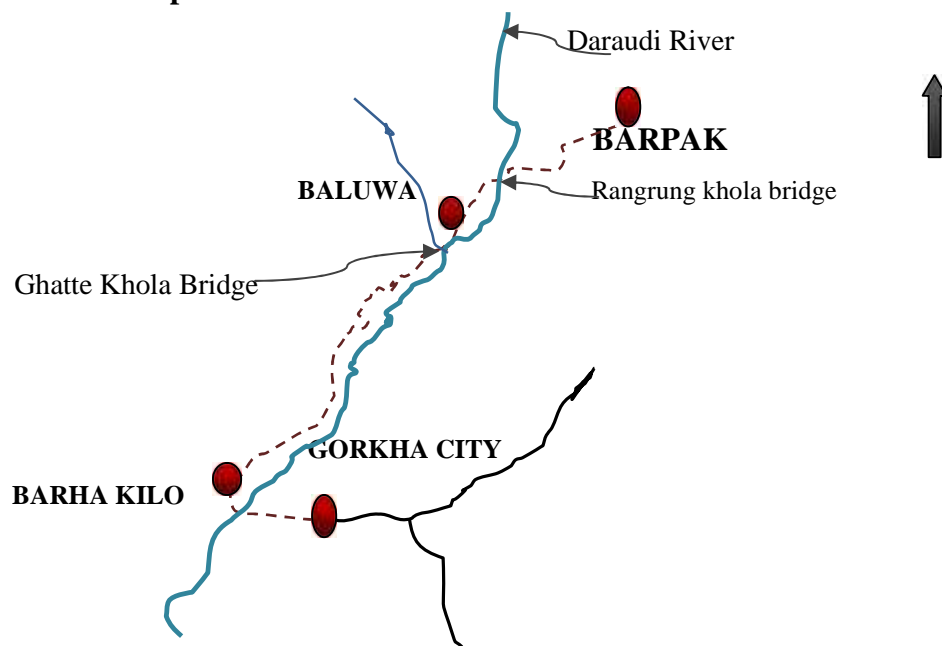 Daraudi River
BARPAK
BALUWA
Rangrung khola bridge
Ghatte Khola Bridge
GORKHA CITY
BARHA KILO